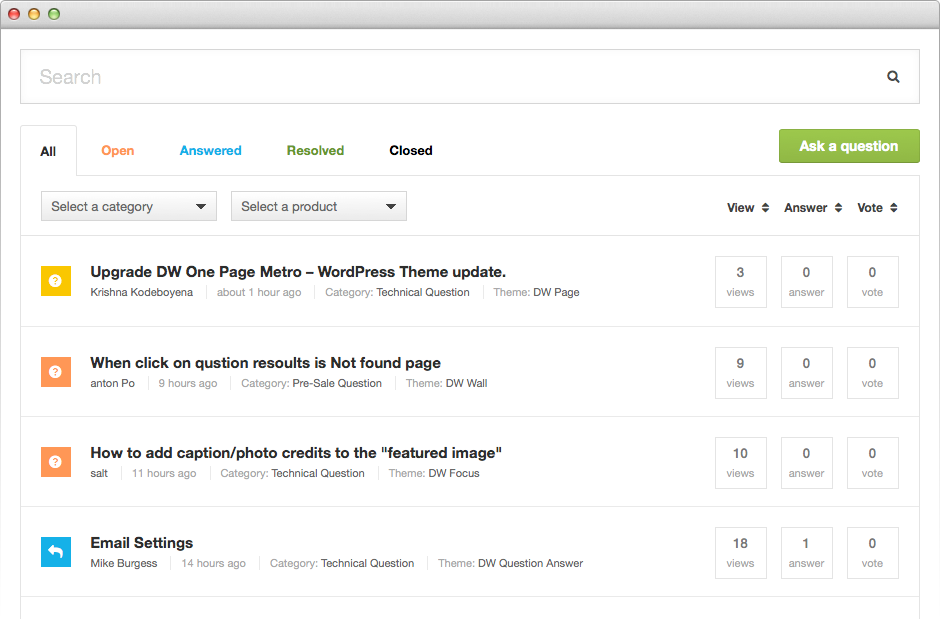 Search
All Open Answered Resolved Closed Ask a question
Select a category Select a product View Answer Vote
Upgrade DW One Page Metro – WordPress Theme update. 3 0 0
Krishna Kodeboyena about 1 hour ago Category: Technical Question Theme: DW Page views answer vote
When click on qustion resoults is Not found page 9 0 0
anton Po 9 hours ago Category: Pre-Sale Question Theme: DW Wall views answer vote
How to add caption/photo credits to the "featured image" 10 0 0
salt 11 hours ago Category: Technical Question Theme: DW Focus views answer vote
Email Settings 18 1 0
Mike Burgess 14 hours ago Category: Technical Question Theme: DW Question Answer views answer vote